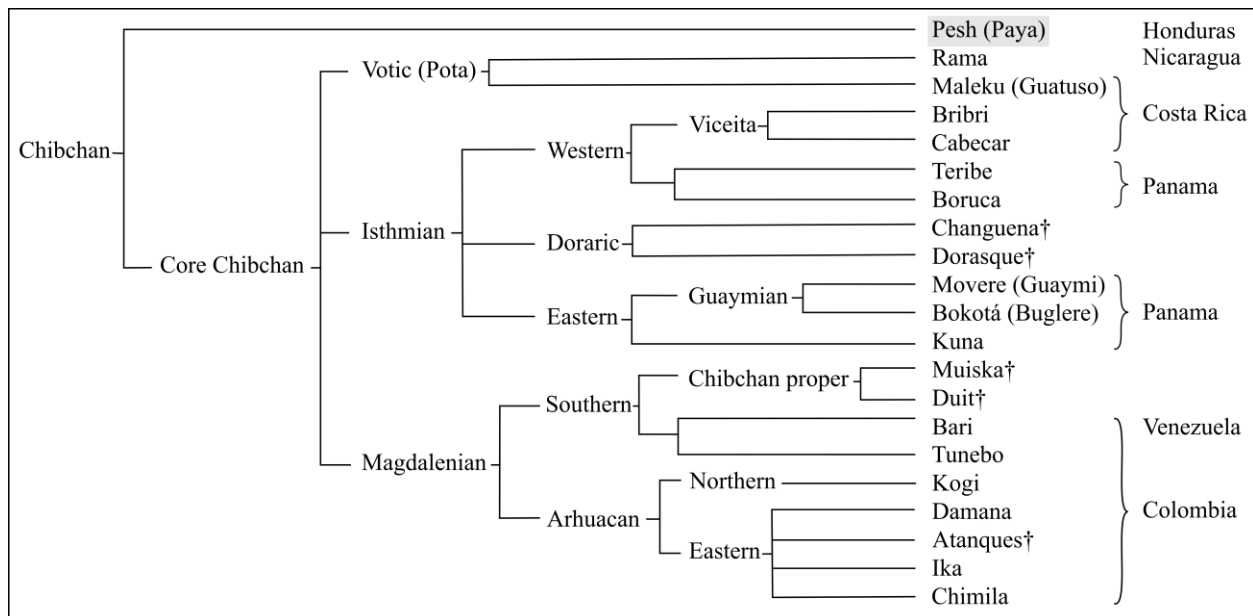 Pesh (Paya) Honduras
Rama Nicaragua
Votic (Pota)
Maleku (Guatuso)
Bribri Costa Rica
Viceita
Cabecar
Chibchan Western
Teribe
Panama
Boruca
Changuena†
Isthmian Doraric
Dorasque†
Core Chibchan
Movere (Guaymi)
Guaymian
Bokotá (Buglere) Panama
Eastern
Kuna
Muiska†
Chibchan proper
Duit†
Southern
Bari Venezuela
Tunebo
Magdalenian
Northern Kogi
Damana Colombia
Arhuacan
Atanques†
Eastern
Ika
Chimila